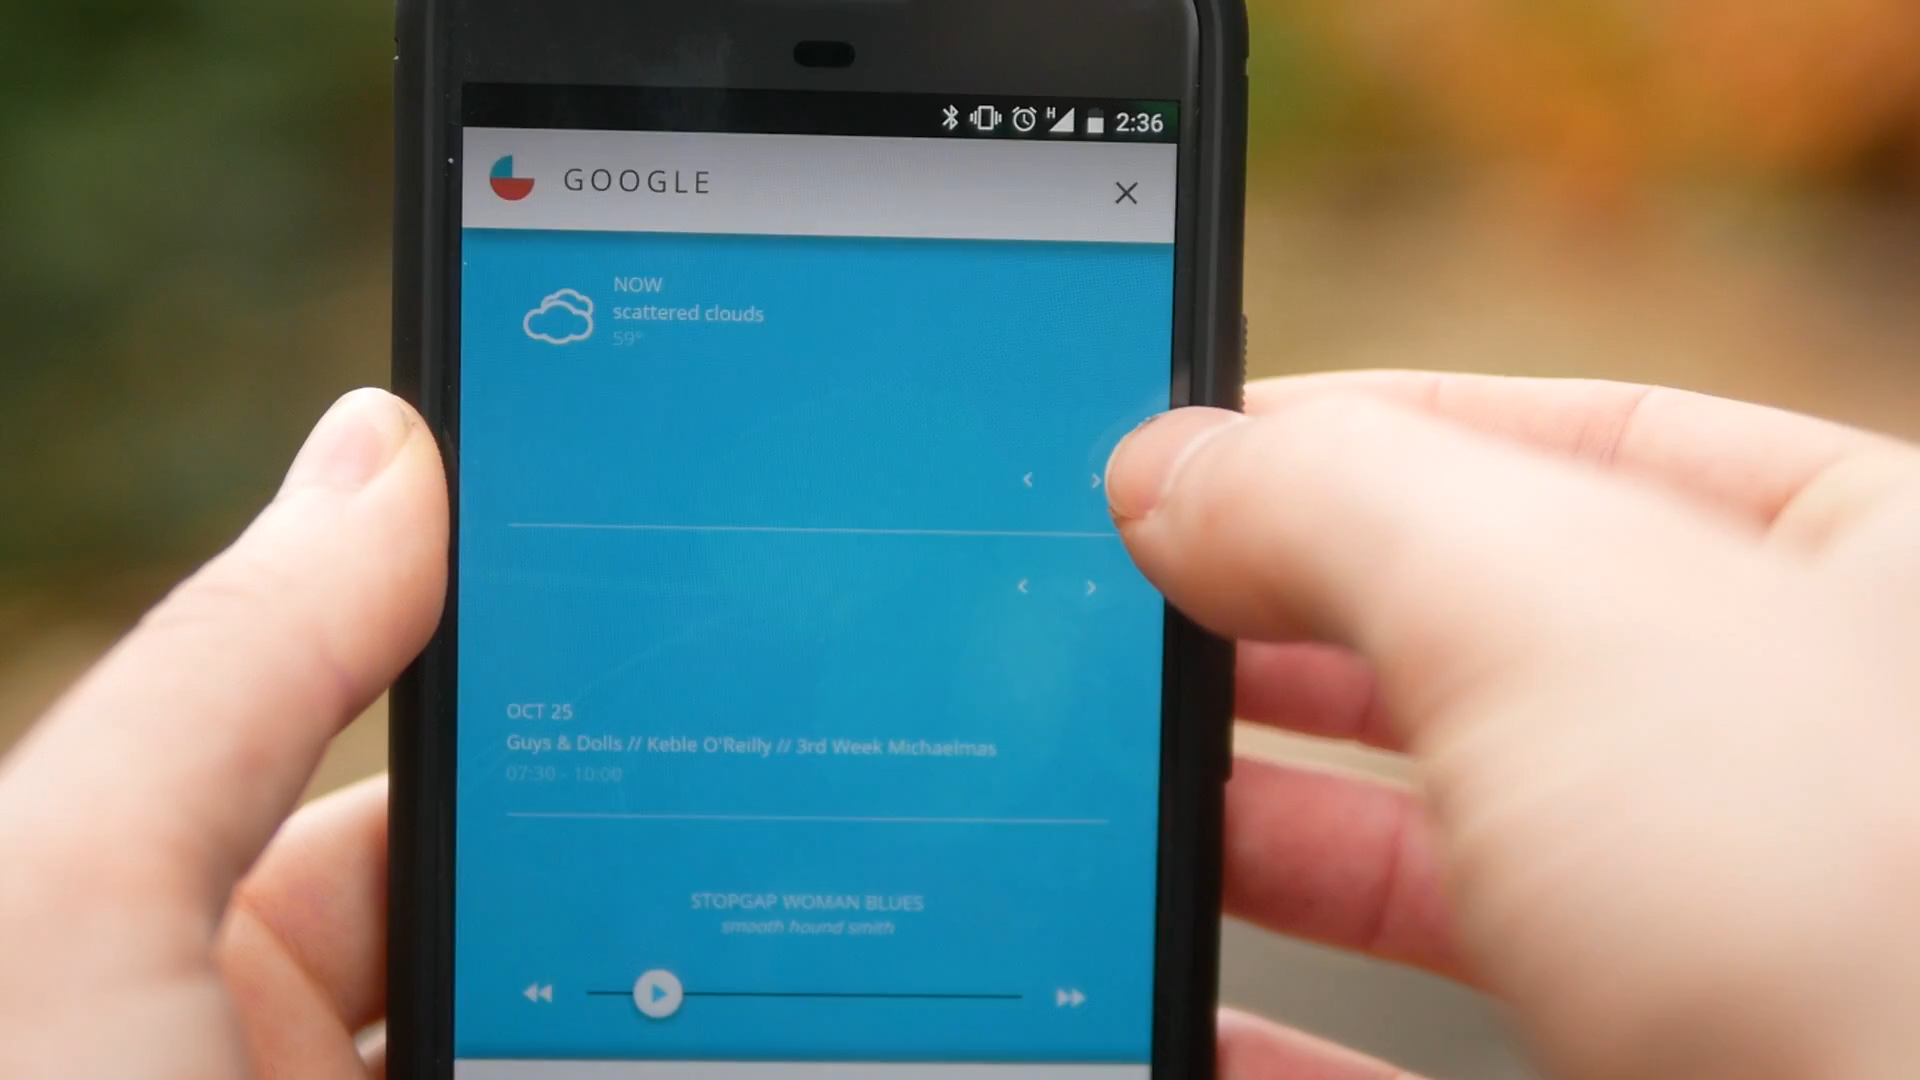 H 2:36
GOOGLE
NOW
scattered clouds
59°
OCT 25
Guys & Dolls // Keble O'Reilly // 3rd Week Michaelmas
07:30 - 10:00
STOPGAP WOMAN BLUES
smooth hound smith